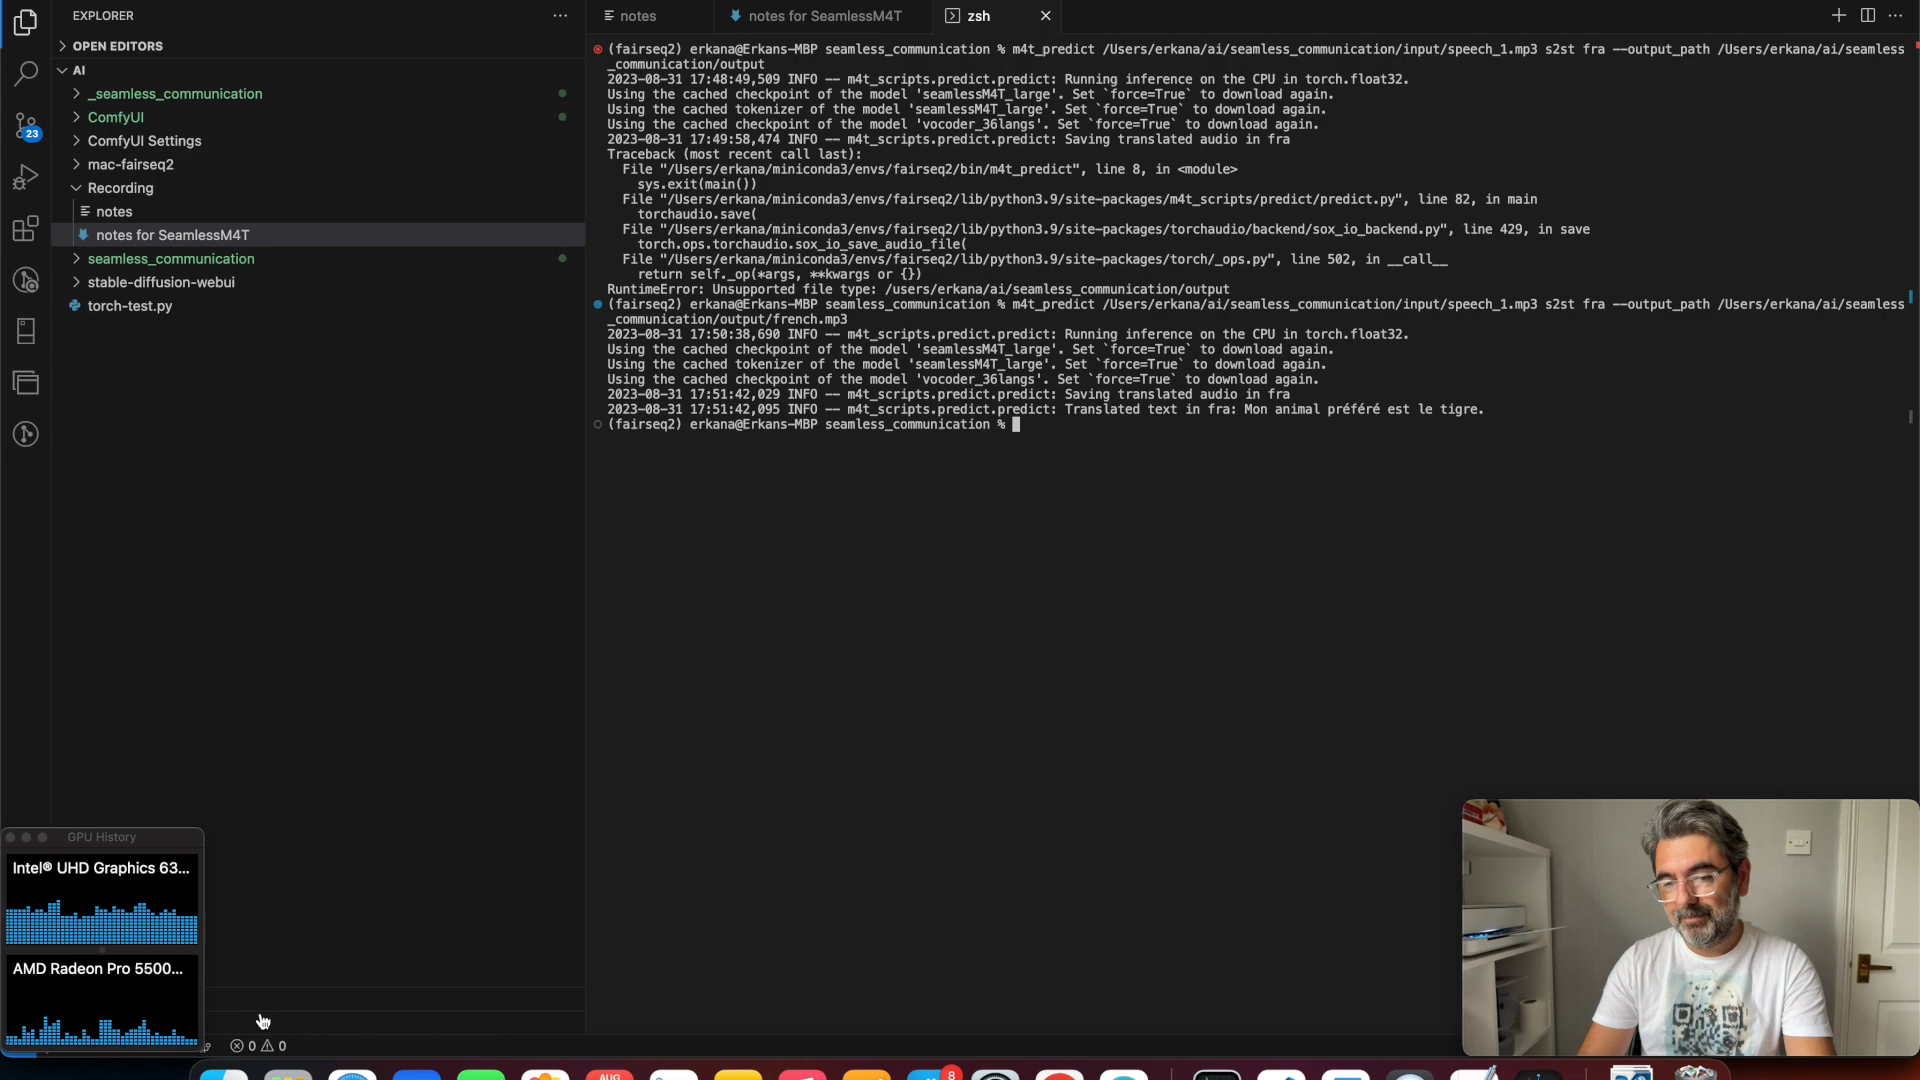 EXPLORER
OPEN EDITORS
AI
_seamless_communication
ComfyUI
ComfyUI Settings
mac-fairseq2
Recording
notes
notes for SeamlessM4T
seamless_communication
stable-diffusion-webui
torch-test.py
23
notes
notes for SeamlessM4T
zsh
(fairseq2) erkana@Erkans-MBP seamless_communication % m4t_predict /Users/erkana/ai/seamless_communication/input/speech_1.mp3 s2st fra --output_path /Users/erkana/ai/seamless
_communication/output
2023-08-31 17:48:49,509 INFO -- m4t_scripts.predict.predict: Running inference on the CPU in torch.float32.
Using the cached checkpoint of the model 'seamlessM4T_large'. Set `force=True` to download again.
Using the cached tokenizer of the model 'seamlessM4T_large'. Set `force=True` to download again.
Using the cached checkpoint of the model 'vocoder_36langs'. Set `force=True` to download again.
2023-08-31 17:49:58,474 INFO -- m4t_scripts.predict.predict: Saving translated audio in fra
Traceback (most recent call last):
File "/Users/erkana/miniconda3/envs/fairseq2/bin/m4t_predict", line 8, in <module>
sys.exit(main())
File "/Users/erkana/miniconda3/envs/fairseq2/lib/python3.9/site-packages/m4t_scripts/predict/predict.py", line 82, in main
torchaudio.save(
File "/Users/erkana/miniconda3/envs/fairseq2/lib/python3.9/site-packages/torchaudio/backend/sox_io_backend.py", line 429, in save
torch.ops.torchaudio.sox_io_save_audio_file(
File "/Users/erkana/miniconda3/envs/fairseq2/lib/python3.9/site-packages/torch/_ops.py", line 502, in __call__
return self._op(*args, **kwargs or {})
RuntimeError: Unsupported file type: /users/erkana/ai/seamless_communication/output
(fairseq2) erkana@Erkans-MBP seamless_communication % m4t_predict /Users/erkana/ai/seamless_communication/input/speech_1.mp3 s2st fra --output_path /Users/erkana/ai/seamless
_communication/output/french.mp3
2023-08-31 17:50:38,690 INFO -- m4t_scripts.predict.predict: Running inference on the CPU in torch.float32.
Using the cached checkpoint of the model 'seamlessM4T_large'. Set `force=True` to download again.
Using the cached tokenizer of the model 'seamlessM4T_large'. Set `force=True` to download again.
Using the cached checkpoint of the model 'vocoder_36langs'. Set `force=True` to download again.
2023-08-31 17:51:42,029 INFO -- m4t_scripts.predict.predict: Saving translated audio in fra
2023-08-31 17:51:42,095 INFO -- m4t_scripts.predict.predict: Translated text in fra: Mon animal préféré est le tigre.
(fairseq2) erkana@Erkans-MBP seamless_communication %
GPU History
Intel® UHD Graphics 63...
AMD Radeon Pro 5500...
0 0
AUG
8